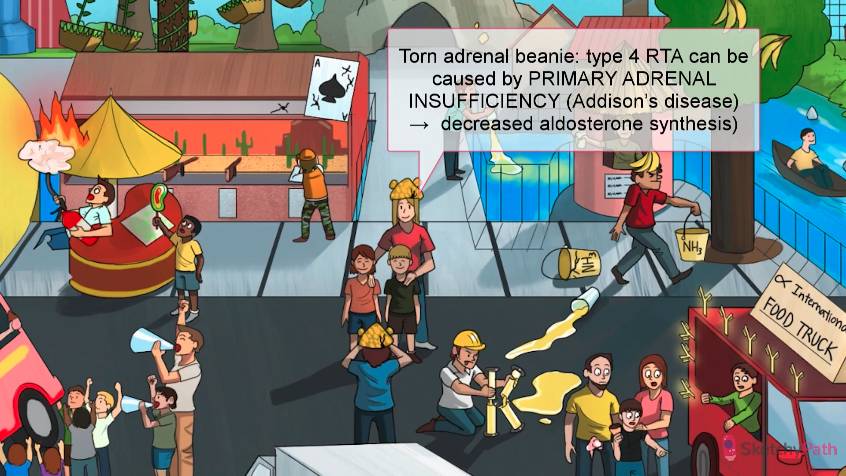 Torn adrenal beanie: type 4 RTA can be
caused by PRIMARY ADRENAL
INSUFFICIENCY (Addison's disease)
→ decreased aldosterone synthesis)
A
A
NH3
NH3
K
α International
FOOD TRUCK
SketchyPath